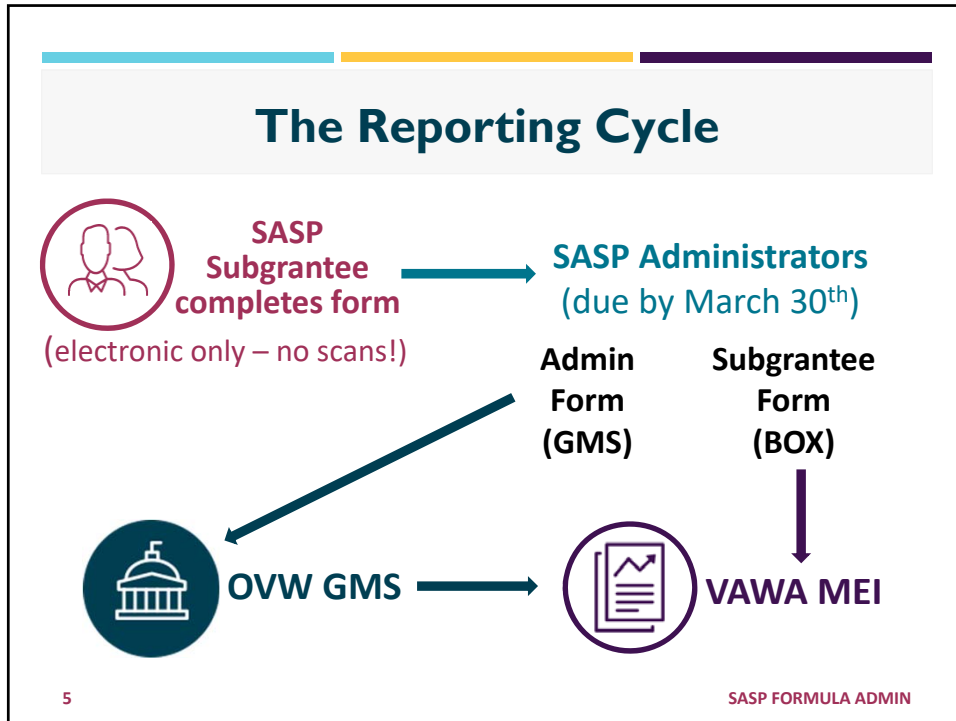 The Reporting Cycle
SASP
Subgrantee
completes form
(electronic only – no scans!)
SASP Administrators
(due by March 30th)
Admin
Form
(GMS)
Subgrantee
Form
(BOX)
OVW GMS
VAWA MEI
5
SASP FORMULA ADMIN